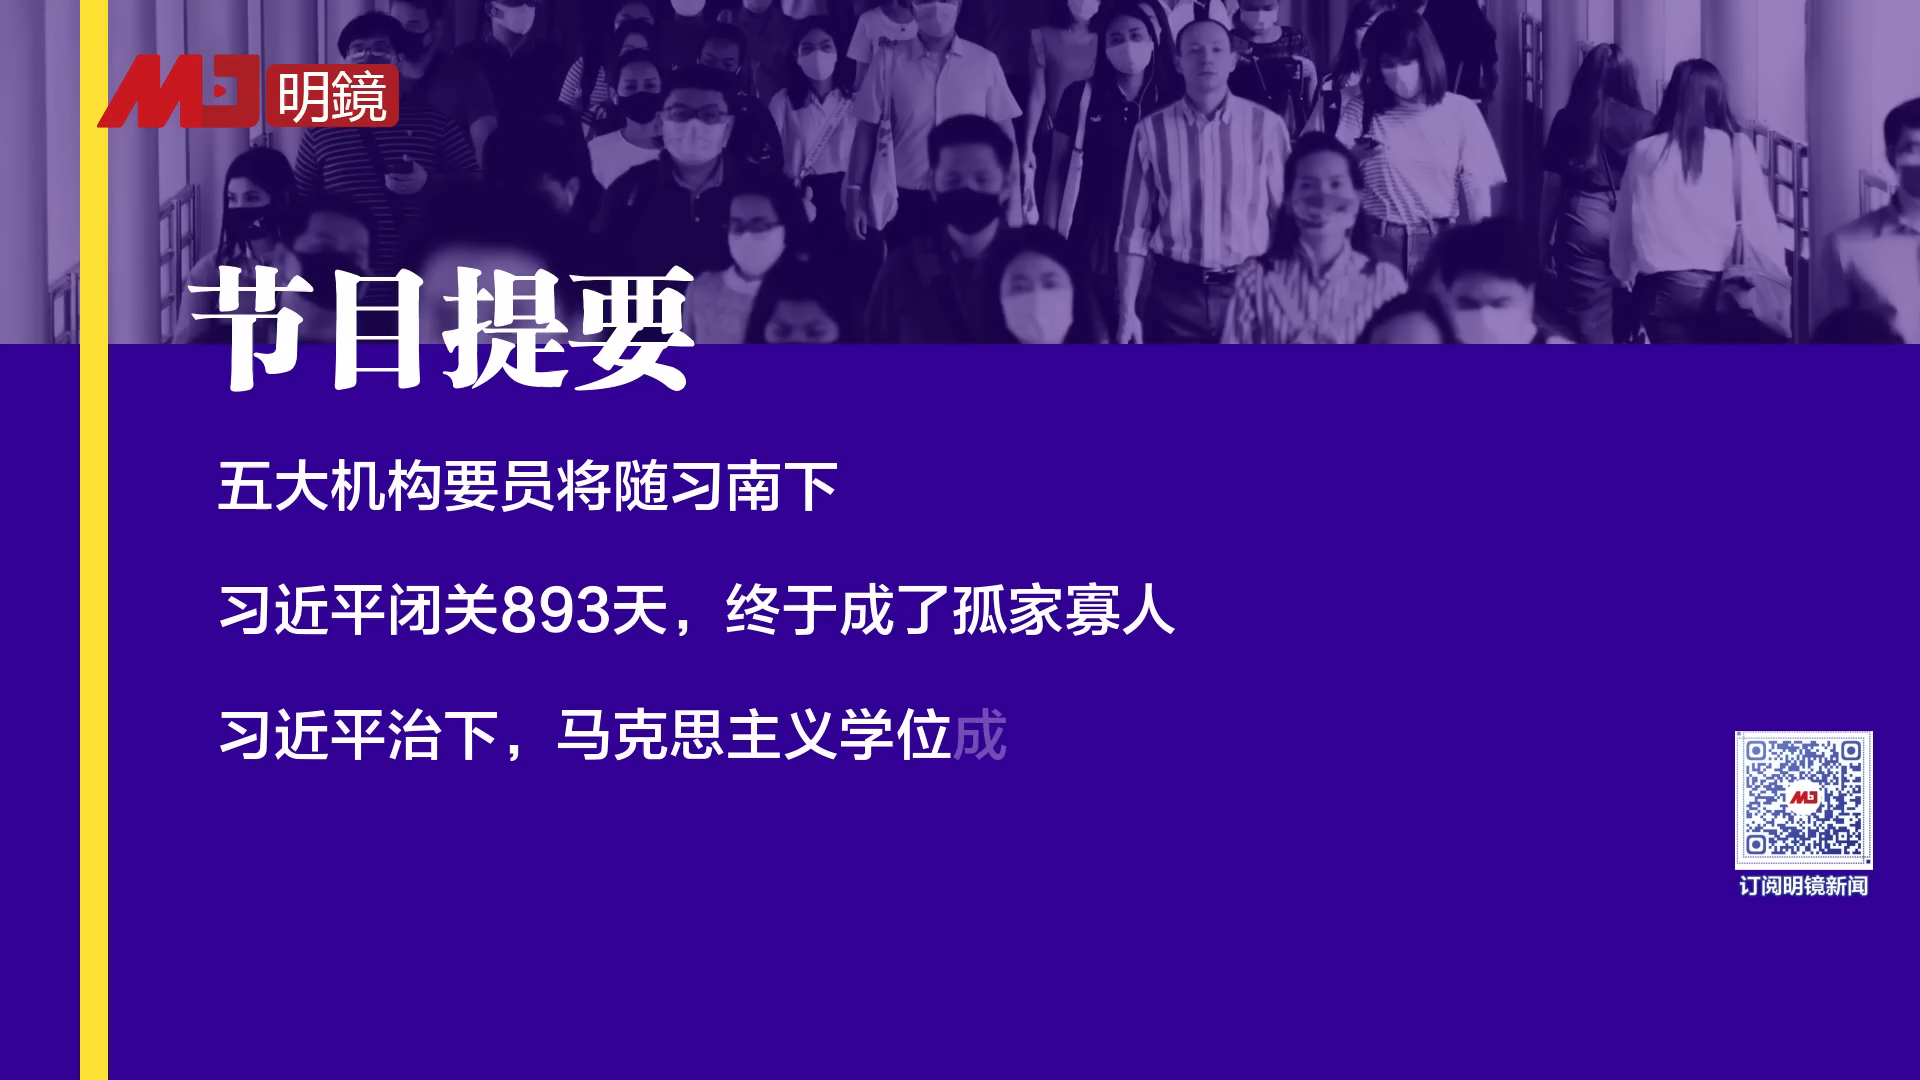 明鏡
节目提要
五大机构要员将随习南下
习近平闭关893天，终于成了孤家寡人
习近平治下，马克思主义学位成
订阅明镜新闻